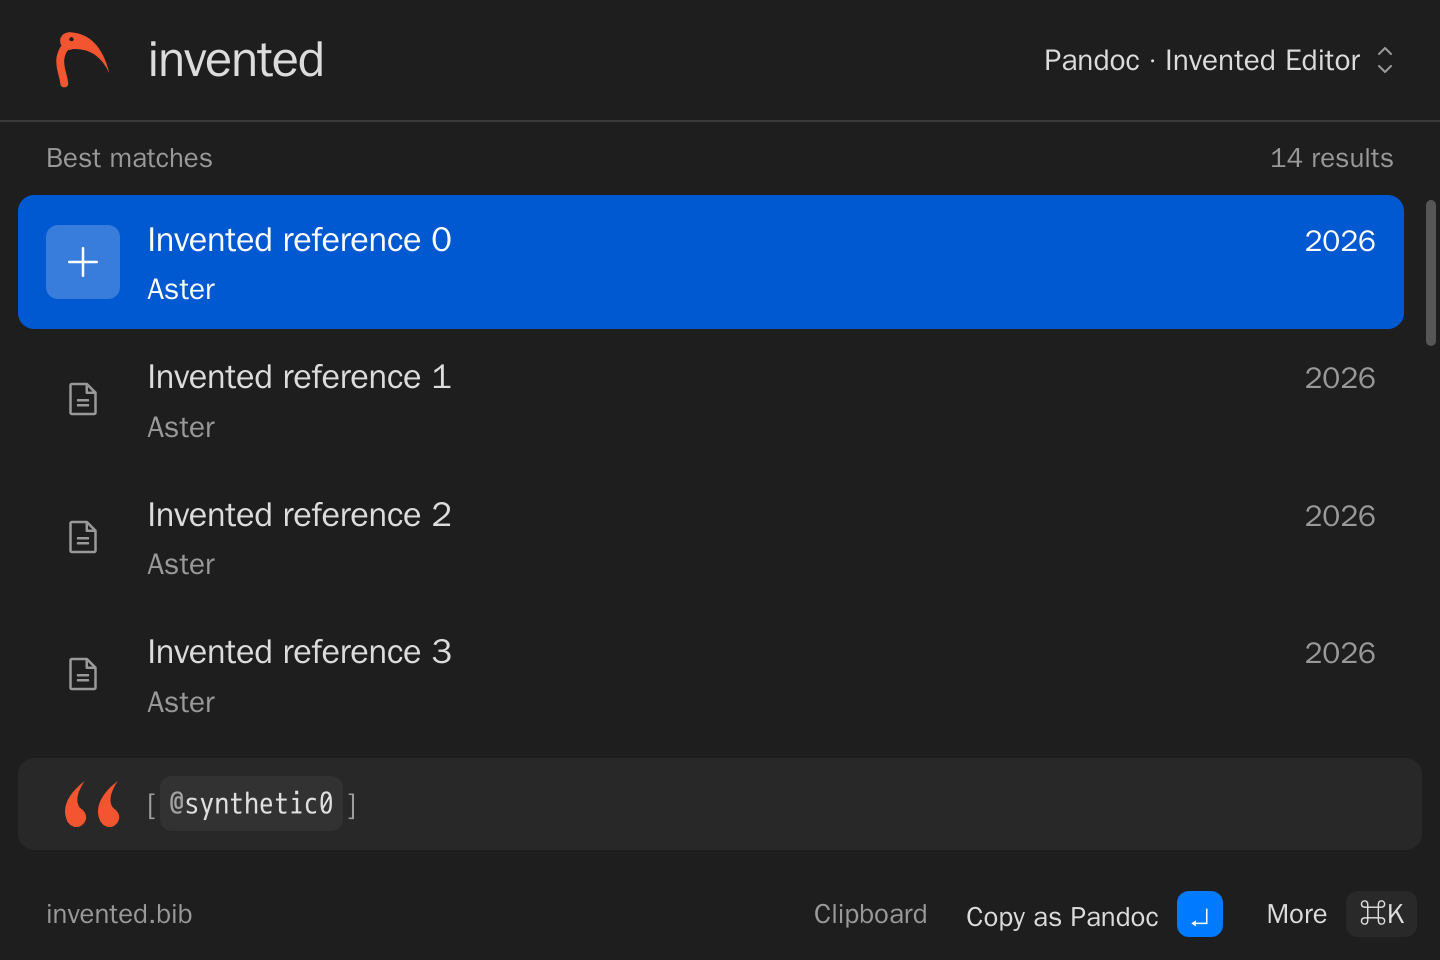 invented
Pandoc · Invented Editor
Best matches
14 results
Invented reference 0
2026
Aster
Invented reference 1
2026
Aster
Invented reference 2
2026
Aster
Invented reference 3
2026
Aster
[@synthetic0]
invented.bib
Clipboard
Copy as Pandoc
More
⌘K